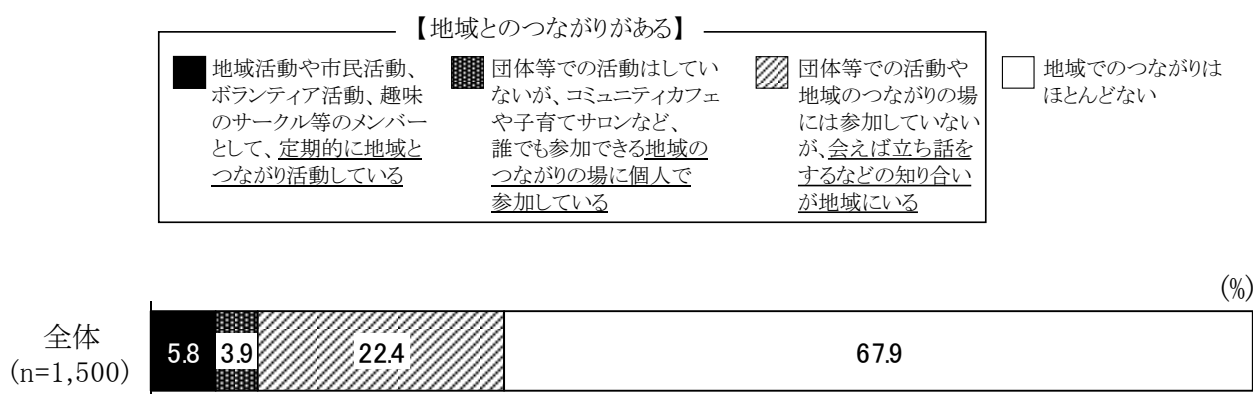 【地域とのつながりがある】
地域活動や市民活動、
ボランティア活動、趣味
のサークル等のメンバー
として、定期的に地域と
つながり活動している
団体等での活動はしてい
ないが、コミュニティカフェ
や子育てサロンなど、
誰でも参加できる地域の
つながりの場に個人で
参加している
団体等での活動や
地域のつながりの場
には参加していない
が、会えば立ち話を
するなどの知り合い
が地域にいる
地域でのつながりは
ほとんどない
(%)
全体
(n=1,500)
5.8
3.9
22.4
67.9